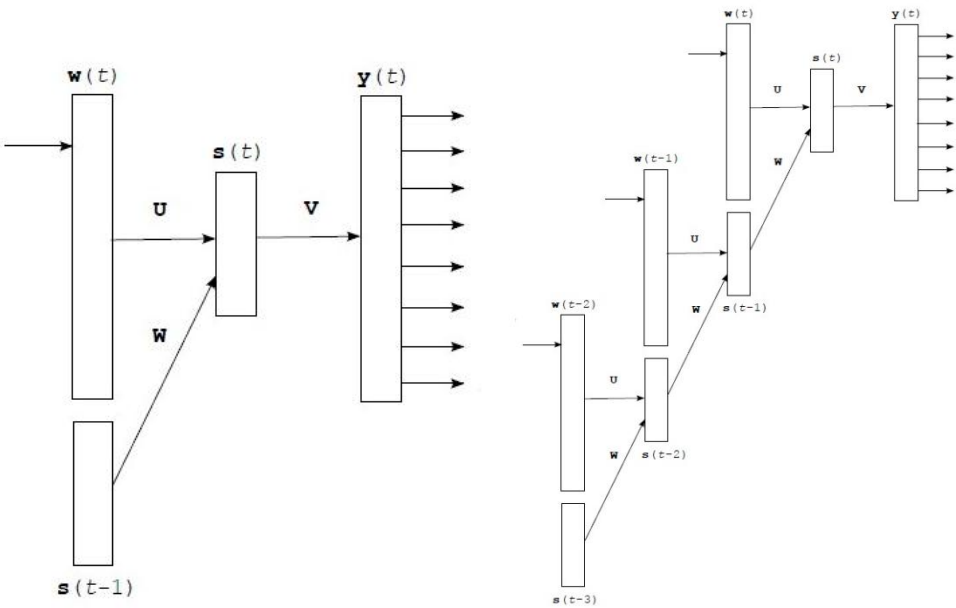 w(t)
y(t)
s(t)
U
V
W
s(t-1)
w(t)
y(t)
s(t)
U
V
W
w(t-1)
U
s(t-1)
W
w(t-2)
U
s(t-2)
W
s(t-3)